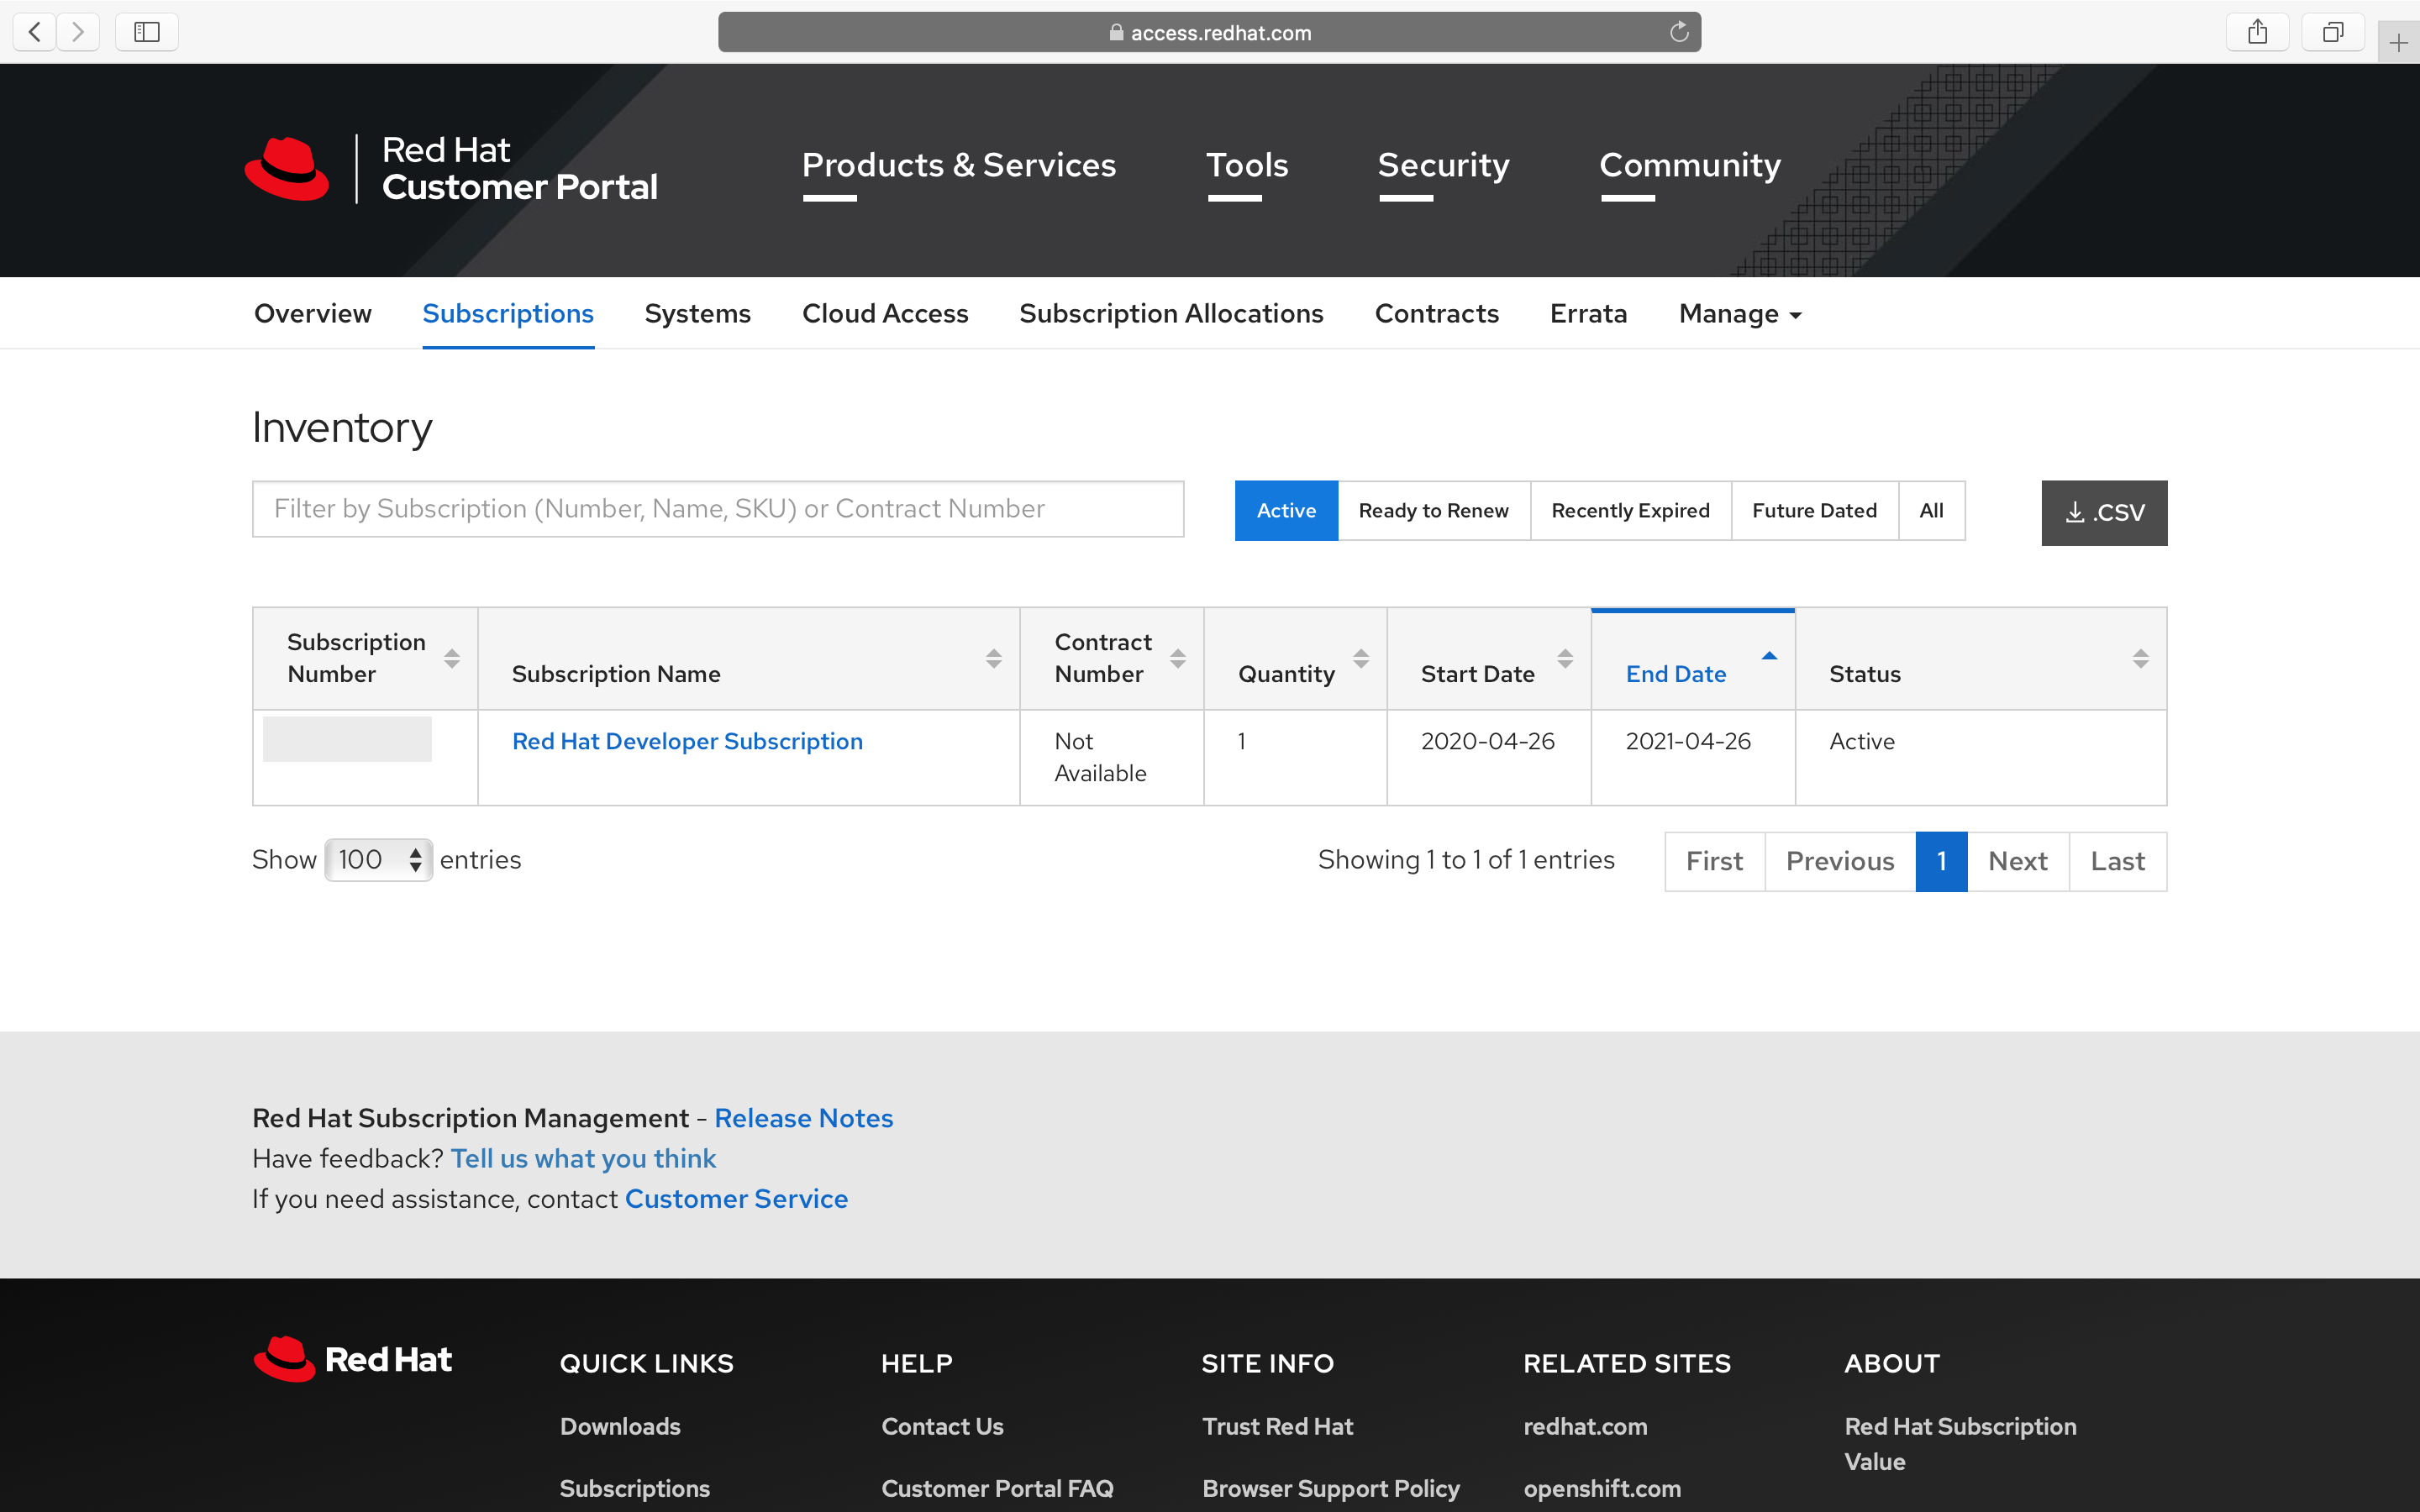 access.redhat.com
Red Hat
Customer Portal
Products & Services
Tools
Security
Community
Overview
Subscriptions
Systems
Cloud Access
Subscription Allocations
Contracts
Errata
Manage
Inventory
Filter by Subscription (Number, Name, SKU) or Contract Number
Active
Ready to Renew
Recently Expired
Future Dated
All
.CSV
Subscription
Number
Subscription Name
Contract
Number
Quantity
Start Date
End Date
Status
Red Hat Developer Subscription
Not
Available
1
2020-04-26
2021-04-26
Active
Show 100 entries
Showing 1 to 1 of 1 entries
First
Previous
1
Next
Last
Red Hat Subscription Management - Release Notes
Have feedback? Tell us what you think
If you need assistance, contact Customer Service
Red Hat
QUICK LINKS
HELP
SITE INFO
RELATED SITES
ABOUT
Downloads
Contact Us
Trust Red Hat
redhat.com
Red Hat Subscription
Value
Subscriptions
Customer Portal FAQ
Browser Support Policy
openshift.com